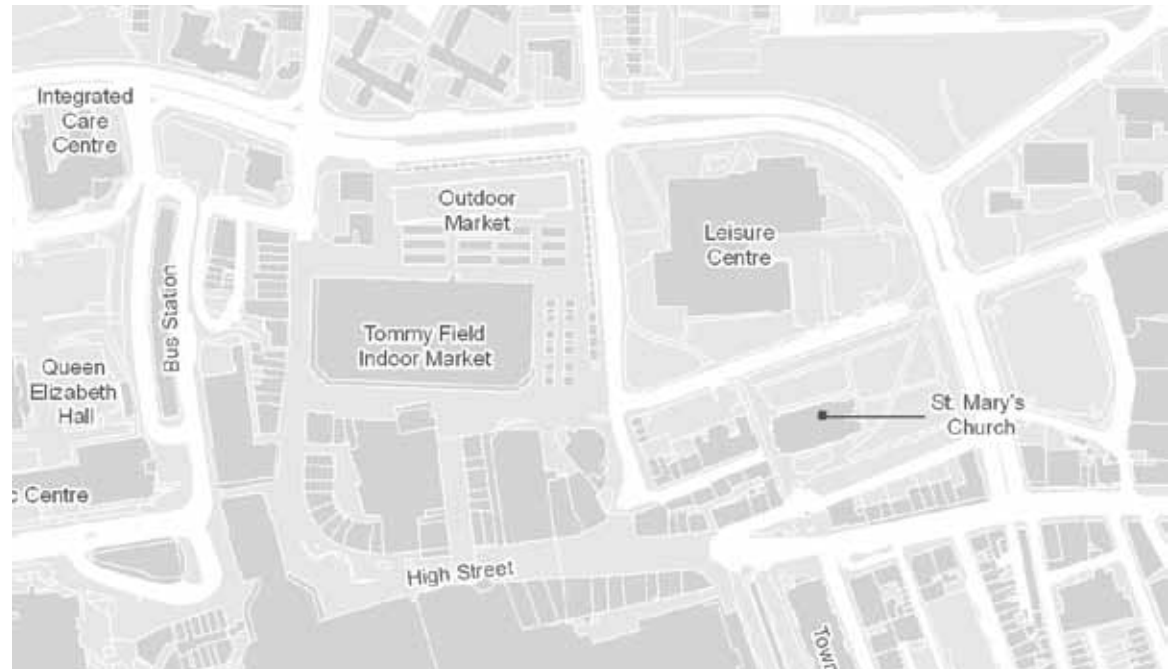 Integrated
Care
Centre
Outdoor
Market
Leisure
Centre
Bus Station
Tommy Field
Indoor Market
Queen
Elizabeth
Hall
St. Mary's
Church
c Centre
High Street
Tow